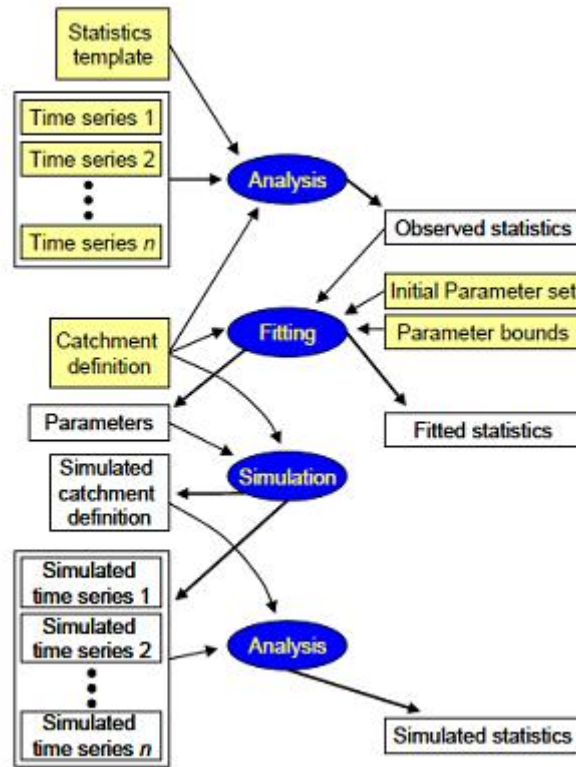 Statistics
template
Time series 1
Time series 2
Time series n
Analysis
Observed statistics
Initial Parameter set
Parameter bounds
Catchment
definition
Fitting
Parameters
Fitted statistics
Simulated
catchment
definition
Simulation
Simulated
time series 1
Simulated
time series 2
Simulated
time series n
Analysis
Simulated statistics